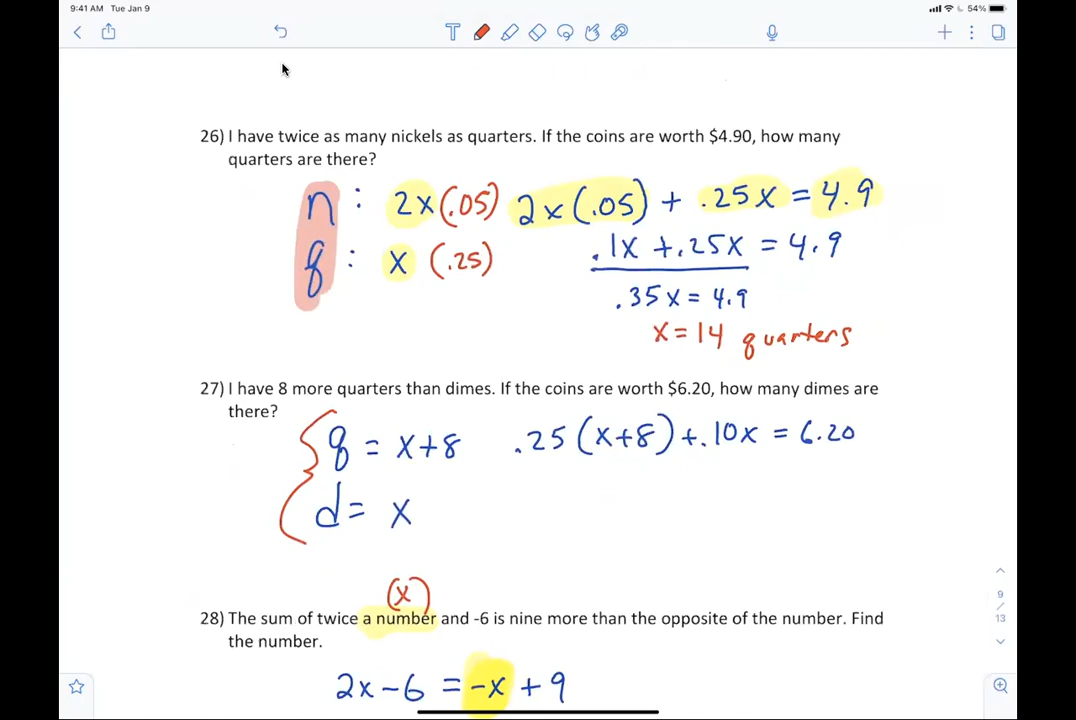 9:41 AM Tue Jan 9
54%
26) I have twice as many nickels as quarters. If the coins are worth $4.90, how many
quarters are there?
n : 2x (.05) 2x (.05) + .25x = 4.9
q : x (.25) .1x + .25x = 4.9
.35x = 4.9
x = 14 quarters
27) I have 8 more quarters than dimes. If the coins are worth $6.20, how many dimes are
there?
q = x+8 .25 (x+8) + .10x = 6.20
d = x
(x)
28) The sum of twice a number and -6 is nine more than the opposite of the number. Find
the number.
2x - 6 = -x + 9
9
/
13